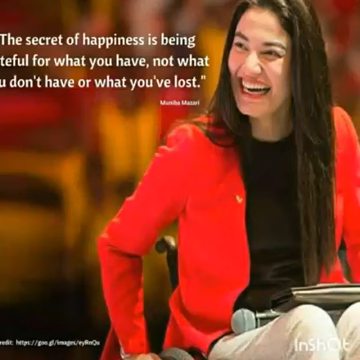 "The secret of happiness is being
teful for what you have, not what
u don't have or what you've lost."
Muniba Mazari
redit: https://goo.gl/images/eyRnQu
InShot